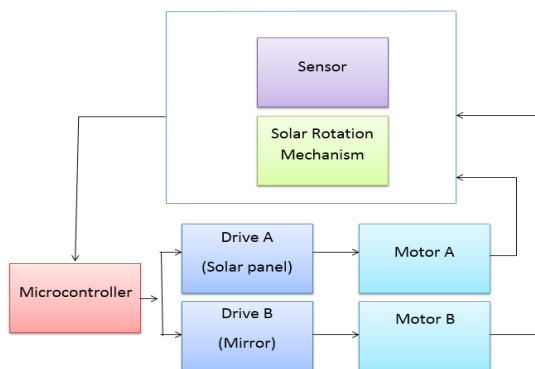 Sensor
Solar Rotation
Mechanism
Drive A
(Solar panel)
Motor A
Microcontroller
Drive B
(Mirror)
Motor B